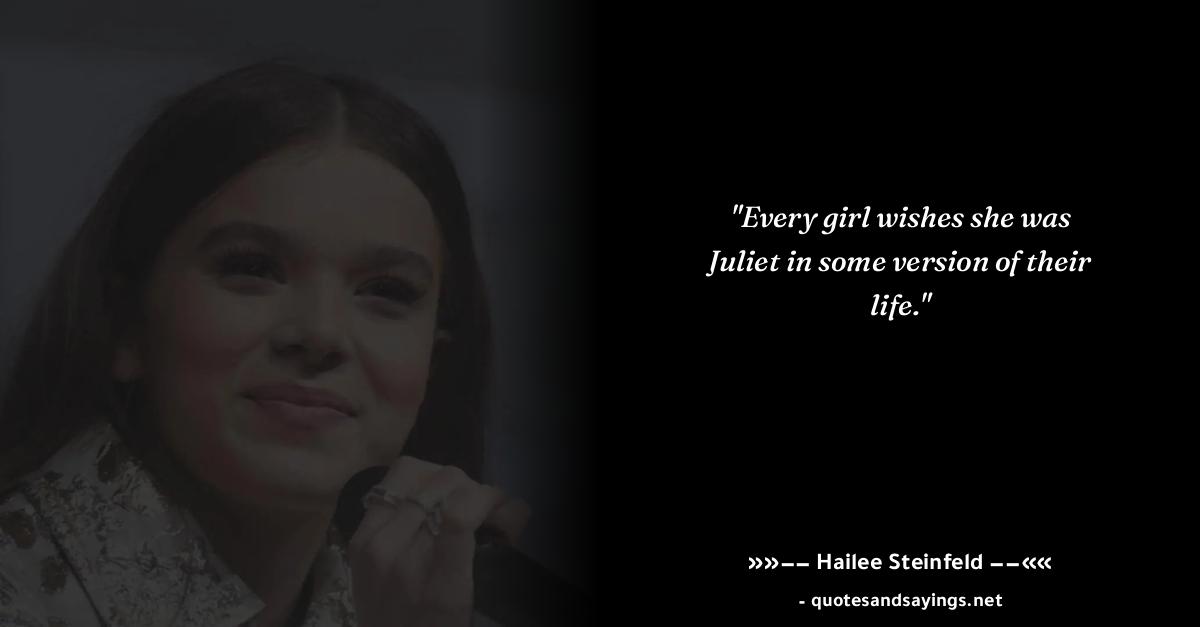 "Every girl wishes she was
Juliet in some version of their
life."
»»−− Hailee Steinfeld −−««
- quotesandsayings.net